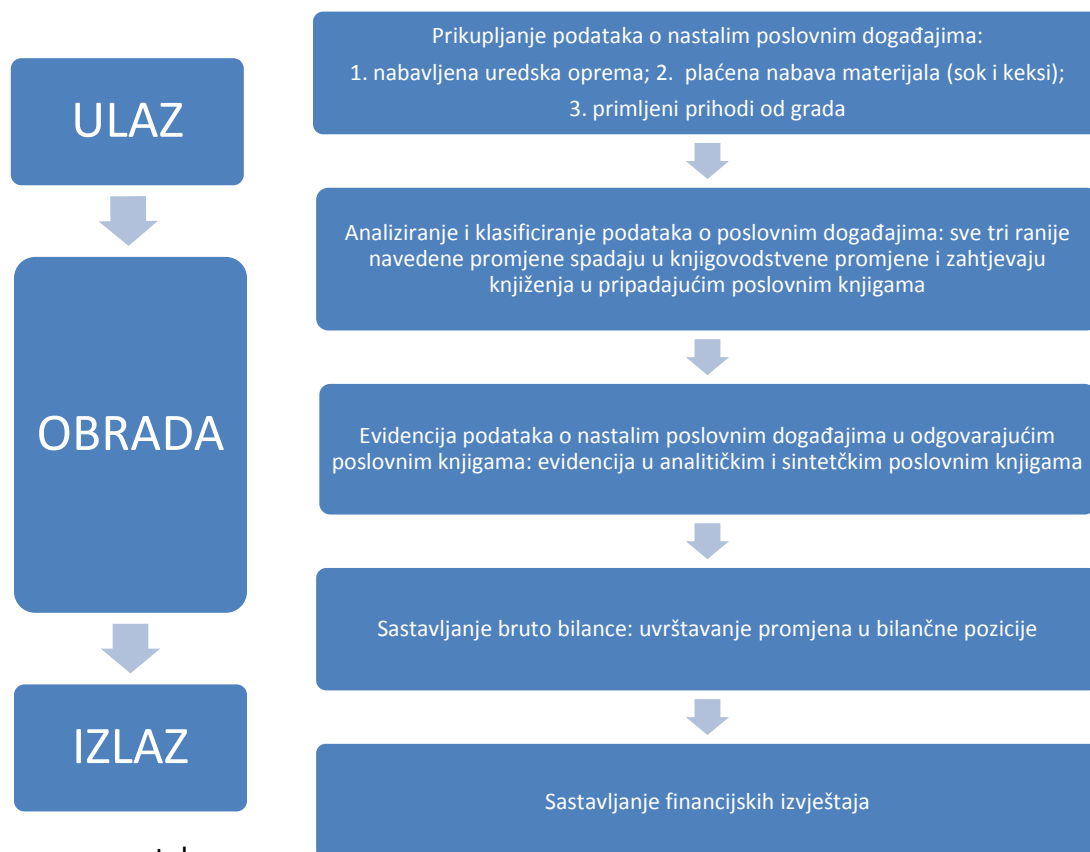 ULAZ
OBRADA
IZLAZ
Prikupljanje podataka o nastalim poslovnim događajima:
1. nabavljena uredska oprema; 2. plaćena nabava materijala (sok i keksi);
3. primljeni prihodi od grada
Analiziranje i klasificiranje podataka o poslovnim događajima: sve tri ranije
navedene promjene spadaju u knjigovodstvene promjene i zahtjevaju
knjiženja u pripadajućim poslovnim knjigama
Evidencija podataka o nastalim poslovnim događajima u odgovarajućim
poslovnim knjigama: evidencija u analitičkim i sintetčkim poslovnim knjigama
Sastavljanje bruto bilance: uvrštavanje promjena u bilančne pozicije
Sastavljanje financijskih izvještaja